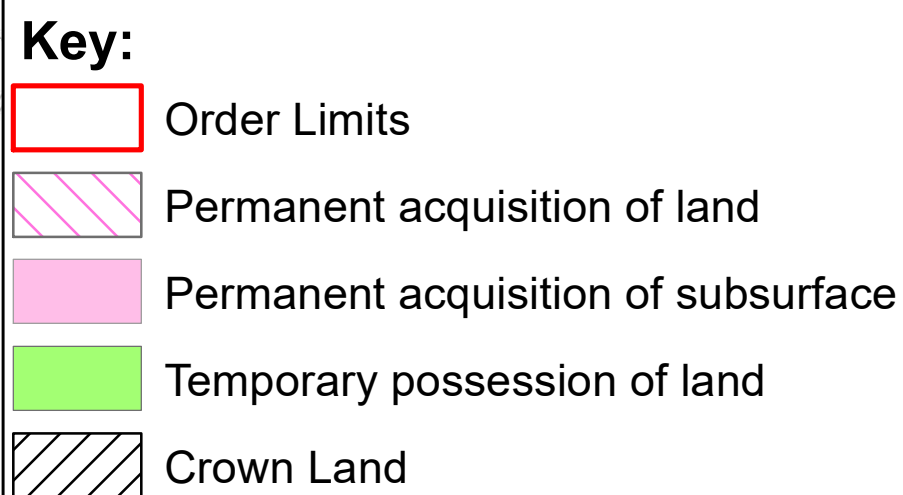 Key:
Order Limits
Permanent acquisition of land
Permanent acquisition of subsurface
Temporary possession of land
Crown Land